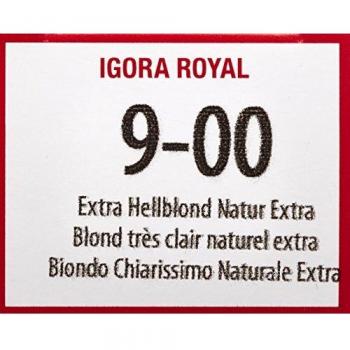 IGORA ROYAL
9-00
Extra Hellblond Natur Extra
Blond très clair naturel extra
Biondo Chiarissimo Naturale Extra